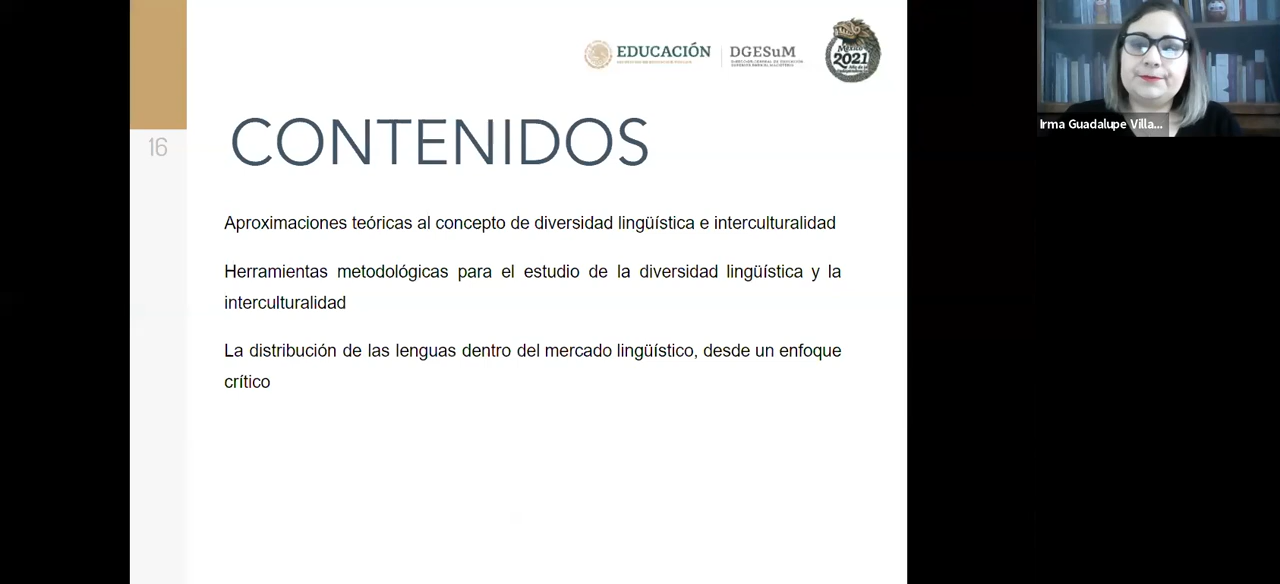 EDUCACIÓN
DGESuM
México
2021
16
CONTENIDOS
Aproximaciones teóricas al concepto de diversidad lingüística e interculturalidad
Herramientas metodológicas para el estudio de la diversidad lingüística y la
interculturalidad
La distribución de las lenguas dentro del mercado lingüístico, desde un enfoque
crítico
Irma Guadalupe Villa...